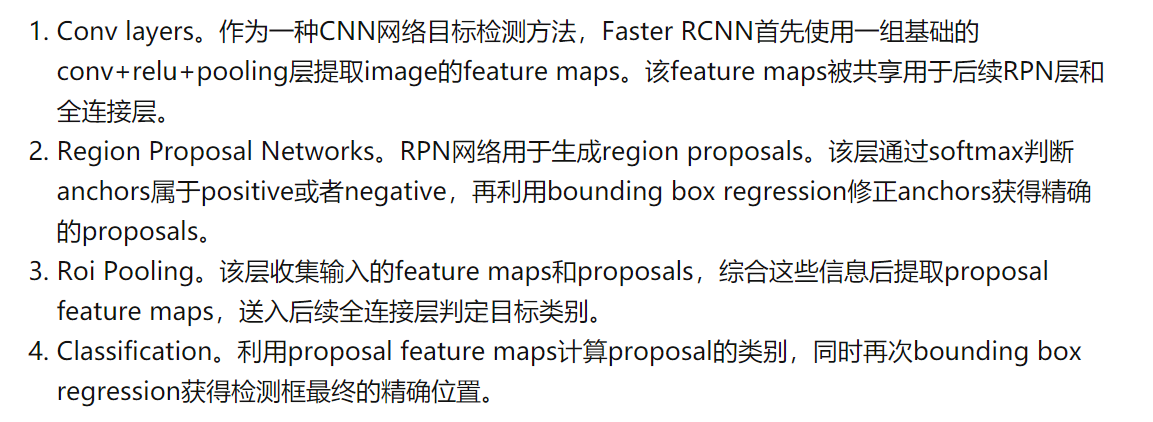 1. Conv layers。作为一种CNN网络目标检测方法，Faster RCNN首先使用一组基础的
conv+relu+pooling层提取image的feature maps。该feature maps被共享用于后续RPN层和
全连接层。
2. Region Proposal Networks。RPN网络用于生成region proposals。该层通过softmax判断
anchors属于positive或者negative，再利用bounding box regression修正anchors获得精确
的proposals。
3. Roi Pooling。该层收集输入的feature maps和proposals，综合这些信息后提取proposal
feature maps，送入后续全连接层判定目标类别。
4. Classification。利用proposal feature maps计算proposal的类别，同时再次bounding box
regression获得检测框最终的精确位置。